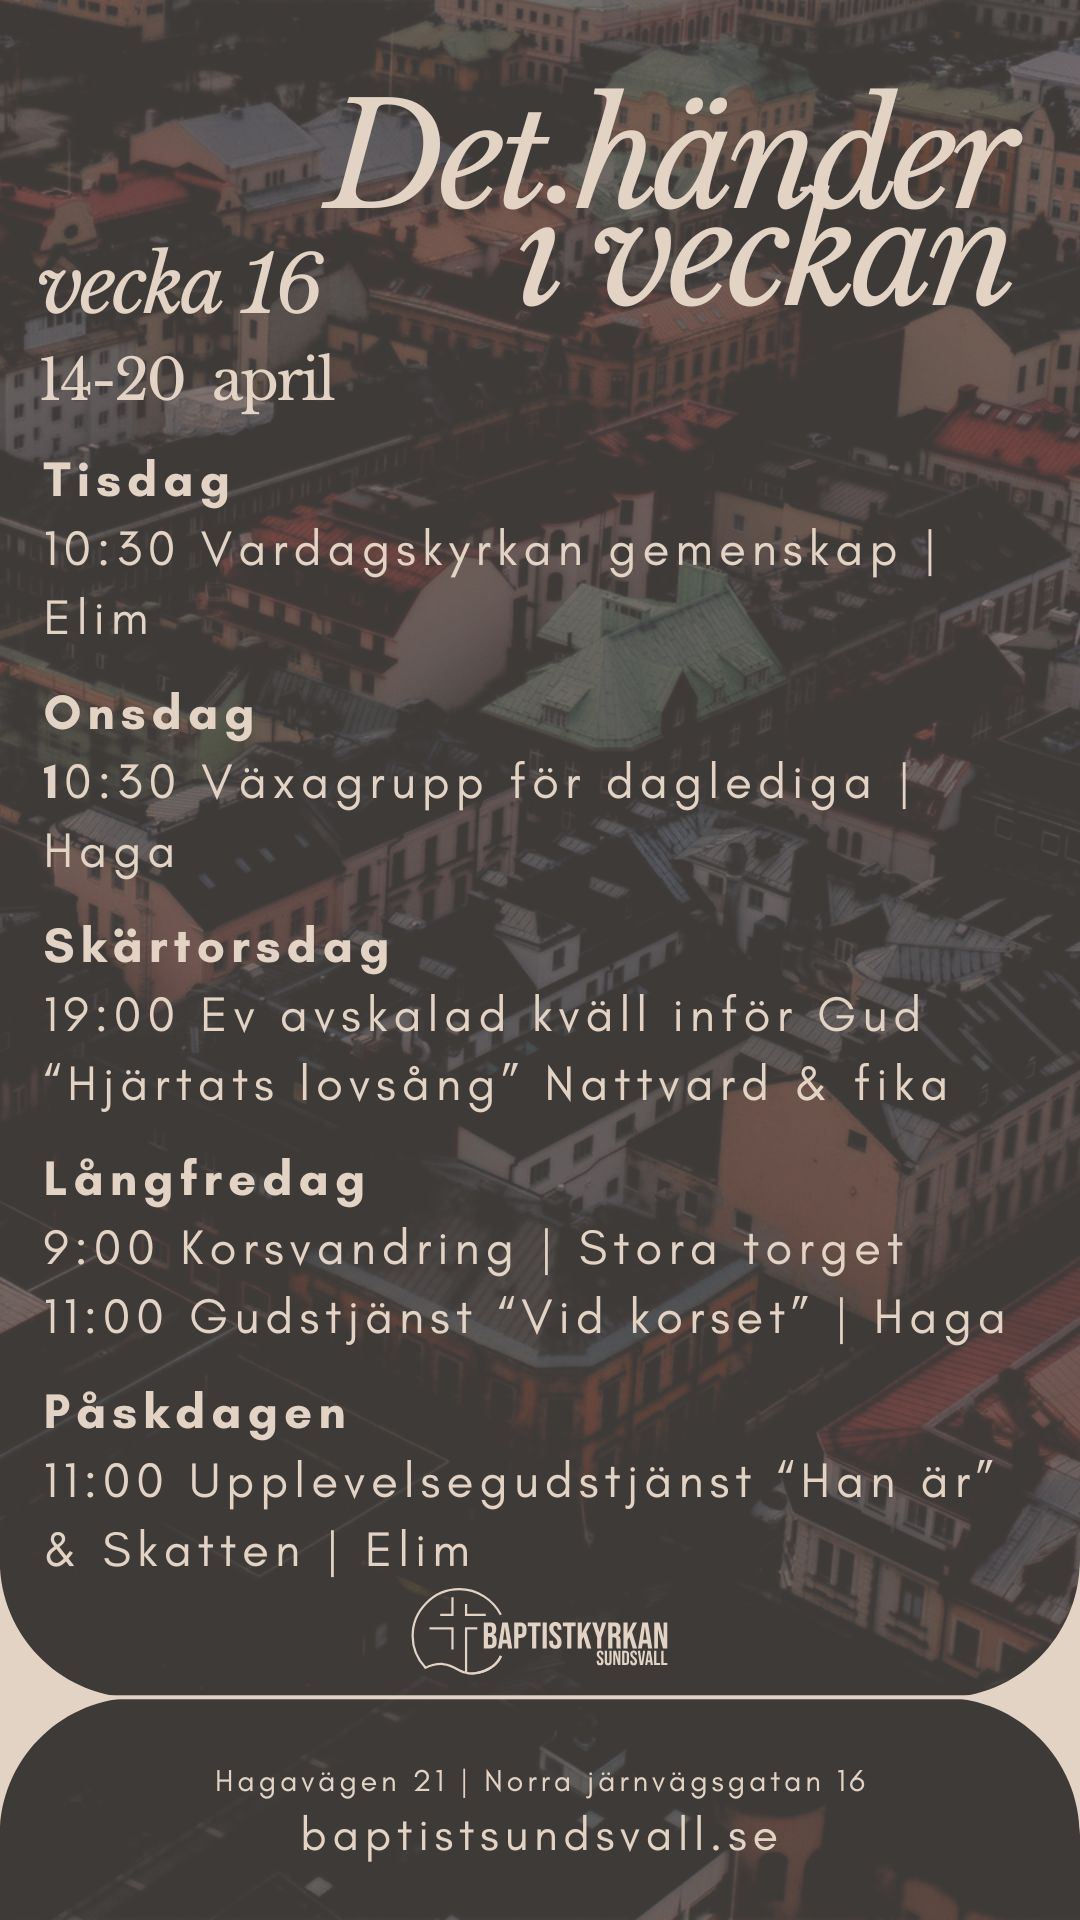 Det händer
i veckan
vecka 16
14-20 april
Tisdag
10:30 Vardagskyrkan gemenskap |
Elim
Onsdag
10:30 Växagrupp för daglediga |
Haga
Skärtorsdag
19:00 Ev avskalad kväll inför Gud
“Hjärtats lovsång” Nattvard & fika
Långfredag
9:00 Korsvandring | Stora torget
11:00 Gudstjänst “Vid korset” | Haga
Påskdagen
11:00 Upplevelsegudstjänst “Han är”
& Skatten | Elim
BAPTISTKYRKAN
SUNDSVALL
Hagavägen 21 | Norra järnvägsgatan 16
baptistsundsvall.se